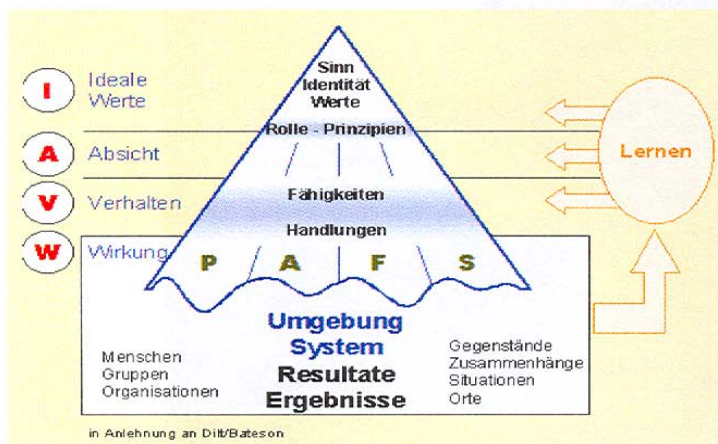 Sinn
Identität
Werte
Rolle - Prinzipien
Fähigkeiten
Handlungen
P A F S
I Ideale
Werte
A Absicht
V Verhalten
W Wirkung
Lernen
Umgebung
System
Resultate
Ergebnisse
Menschen
Gruppen
Organisationen
Gegenstände
Zusammenhänge
Situationen
Orte
in Anlehnung an Dilt/Bateson